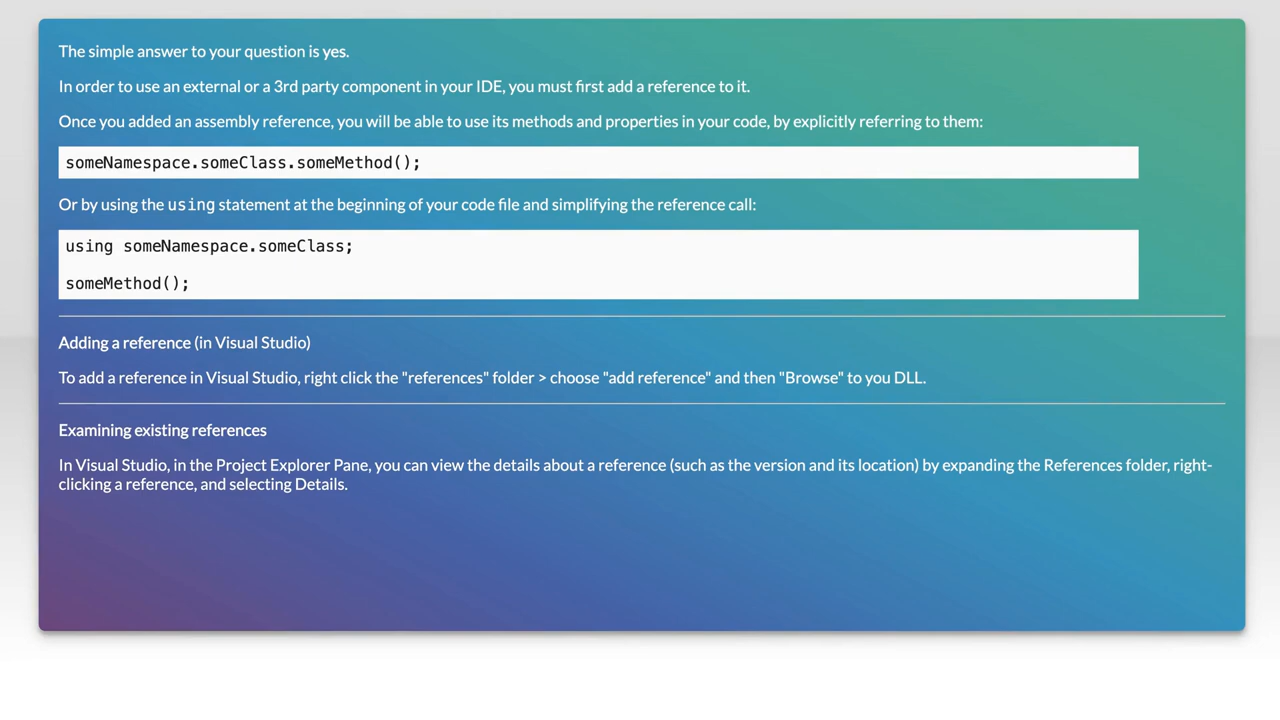 The simple answer to your question is yes.
In order to use an external or a 3rd party component in your IDE, you must first add a reference to it.
Once you added an assembly reference, you will be able to use its methods and properties in your code, by explicitly referring to them:
someNamespace.someClass.someMethod();
Or by using the using statement at the beginning of your code file and simplifying the reference call:
using someNamespace.someClass;
someMethod();
Adding a reference (in Visual Studio)
To add a reference in Visual Studio, right click the "references" folder > choose "add reference" and then "Browse" to you DLL.
Examining existing references
In Visual Studio, in the Project Explorer Pane, you can view the details about a reference (such as the version and its location) by expanding the References folder, right-
clicking a reference, and selecting Details.